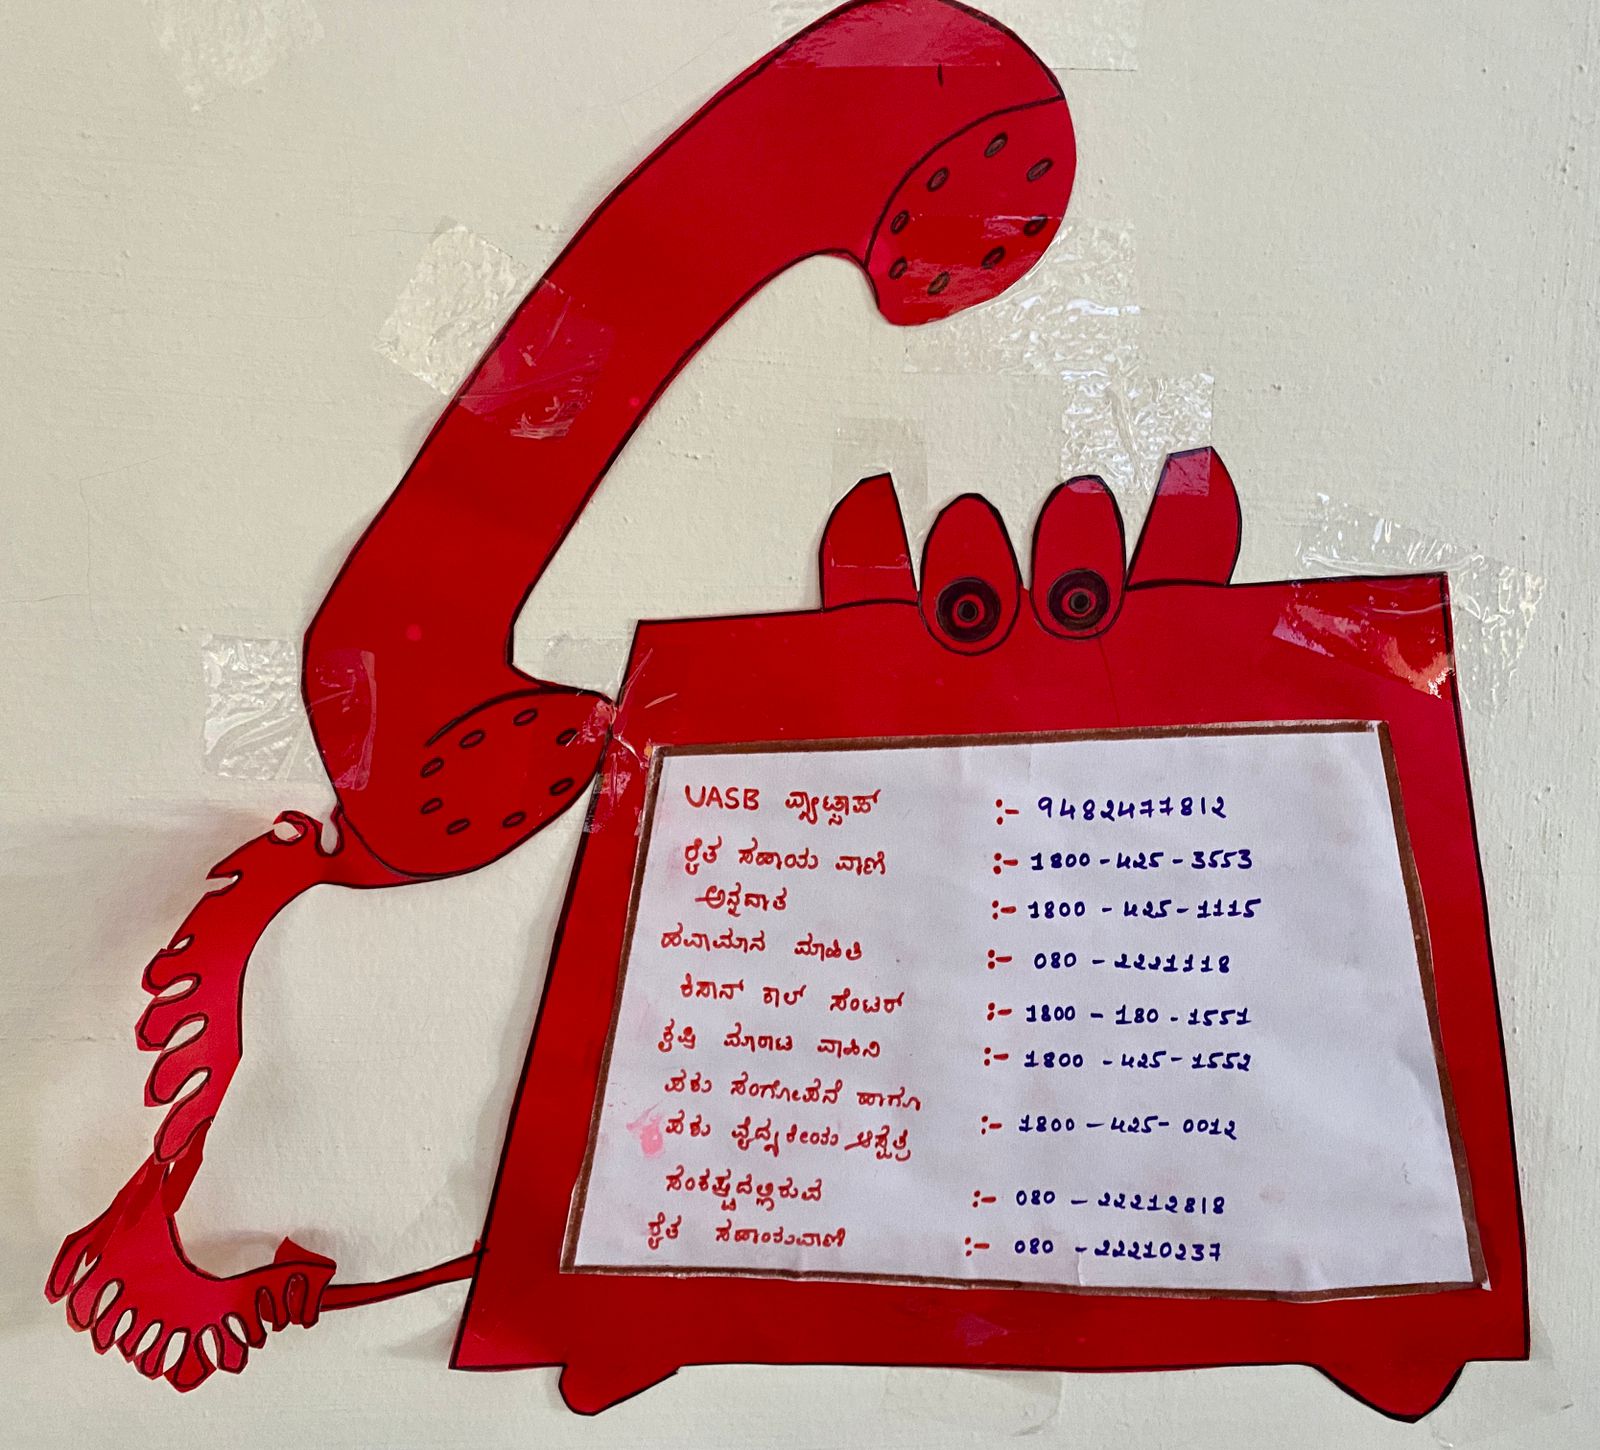 UASB ವ್ಯಾಟ್ಸಾಪ್ :- 9482477812
ರೈತ ಸಹಾಯ ವಾಣಿ :- 1800-425-3553
ಅನ್ನದಾತ :- 1800-425-1115
ಹವಾಮಾನ ಮಾಹಿತಿ :- 080-2221118
ಕಿಸಾನ್ ಕಾಲ್ ಸೆಂಟರ್ :- 1800-180-1551
ಕೃಷಿ ಮಾರಾಟ ವಾಹಿನಿ :- 1800-425-1552
ಪಶು ಸಂಗೋಪನೆ ಹಾಗೂ
ಪಶು ವೈದ್ಯಕೀಯ ಆಸ್ಪತ್ರೆ :- 1800-425-0012
ಸಂಕಷ್ಟದಲ್ಲಿರುವ :- 080-22212818
ರೈತ ಸಹಾಯವಾಣಿ :- 080-22210237